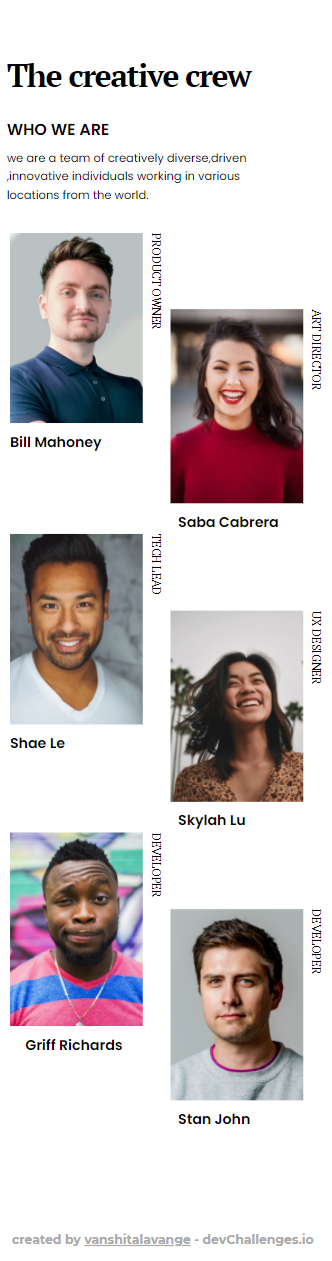 The creative crew
WHO WE ARE
we are a team of creatively diverse,driven
,innovative individuals working in various
locations from the world.
PRODUCT OWNER
Bill Mahoney
ART DIRECTOR
Saba Cabrera
TECH LEAD
Shae Le
UX DESIGNER
Skylah Lu
DEVELOPER
Griff Richards
DEVELOPER
Stan John
created by vanshitalavange - devChallenges.io